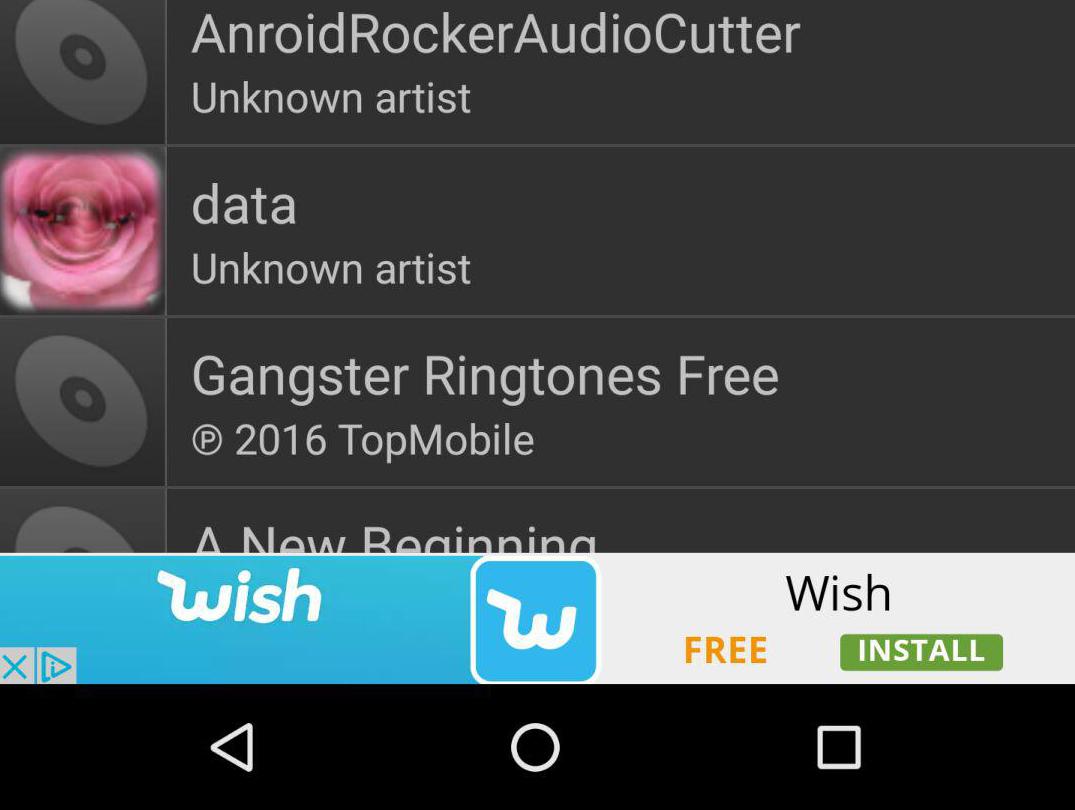 AnroidRockerAudioCutter
Unknown artist
data
Unknown artist
Gangster Ringtones Free
℗ 2016 TopMobile
A New Beginning
wish
Wish
FREE INSTALL